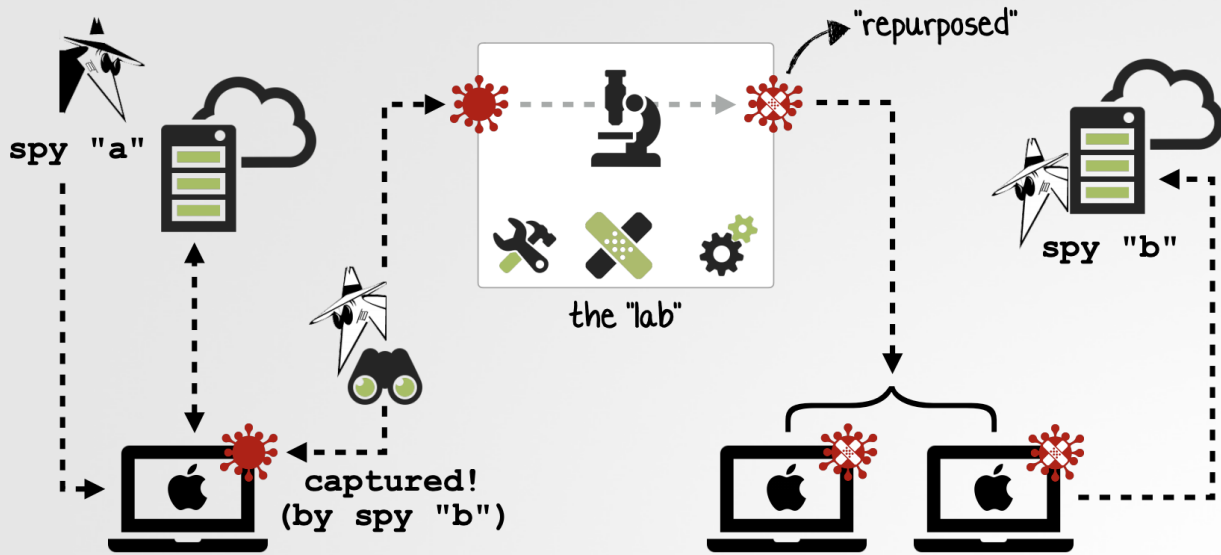 "repurposed"
spy "a"
the "lab"
spy "b"
captured!
(by spy "b")